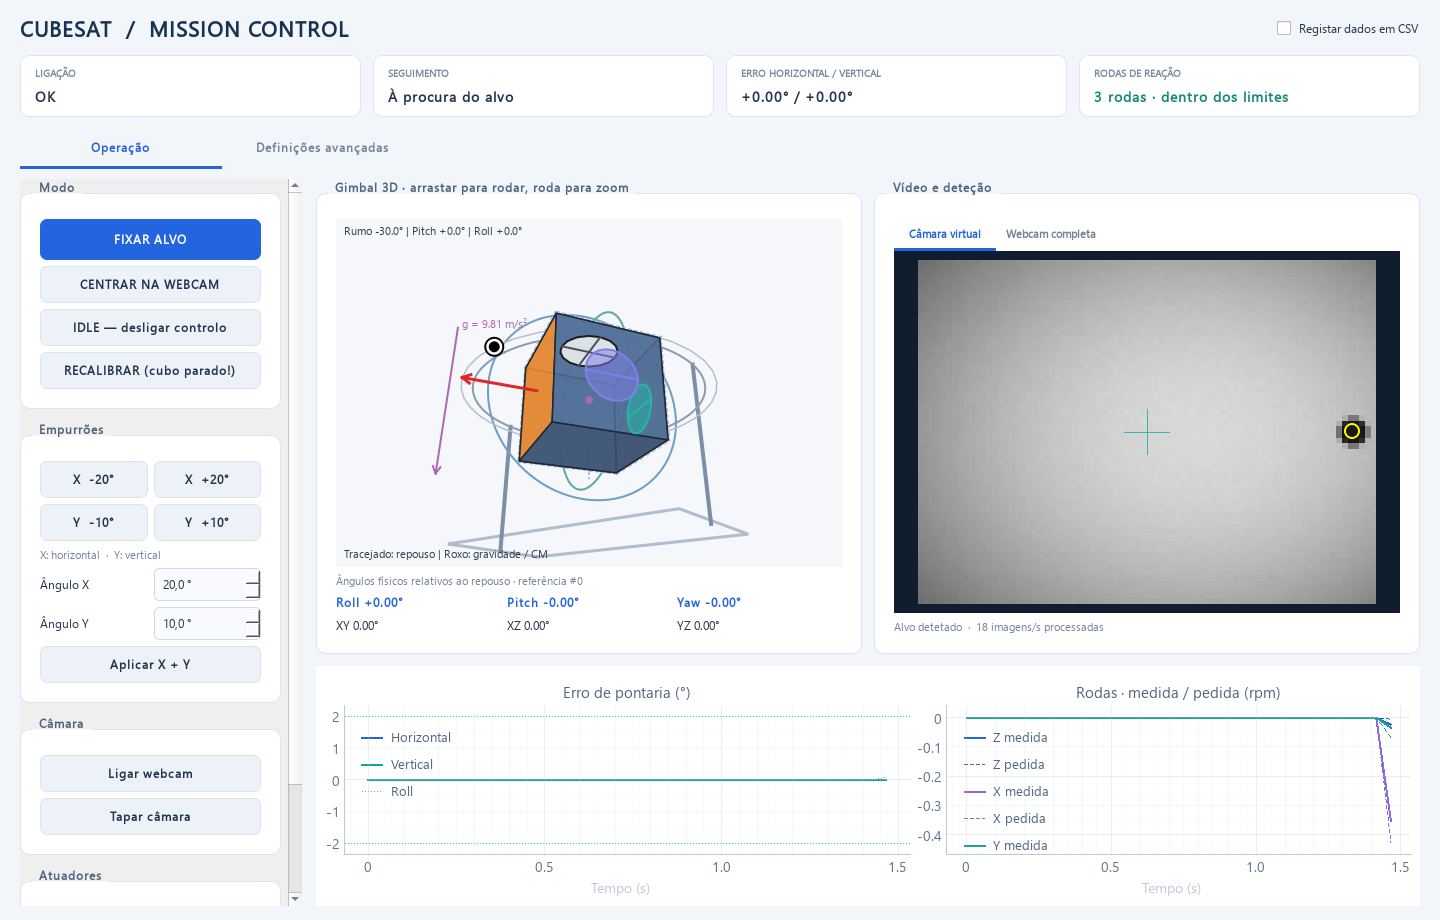 CUBESAT / MISSION CONTROL
Registar dados em CSV
LIGAÇÃO
OK
SEGUIMENTO
À procura do alvo
ERRO HORIZONTAL / VERTICAL
+0.00° / +0.00°
RODAS DE REAÇÃO
3 rodas · dentro dos limites
Operação
Definições avançadas
Modo
FIXAR ALVO
CENTRAR NA WEBCAM
IDLE — desligar controlo
RECALIBRAR (cubo parado!)
Empurrões
X -20°
X +20°
Y -10°
Y +10°
X: horizontal · Y: vertical
Ângulo X
20,0 °
Ângulo Y
10,0 °
Aplicar X + Y
Câmara
Ligar webcam
Tapar câmara
Atuadores
Gimbal 3D · arrastar para rodar, roda para zoom
Rumo -30.0° | Pitch +0.0° | Roll +0.0°
g = 9.81 m/s²
Tracejado: repouso | Roxo: gravidade / CM
Ângulos físicos relativos ao repouso · referência #0
Roll +0.00°
Pitch -0.00°
Yaw -0.00°
XY 0.00°
XZ 0.00°
YZ 0.00°
Vídeo e deteção
Câmara virtual
Webcam completa
Alvo detetado · 18 imagens/s processadas
Erro de pontaria (°)
2
1
0
-1
-2
Horizontal
Vertical
Roll
0
0.5
1.0
1.5
Tempo (s)
Rodas · medida / pedida (rpm)
0
-0.1
-0.2
-0.3
-0.4
Z medida
Z pedida
X medida
X pedida
Y medida
0
0.5
1.0
1.5
Tempo (s)